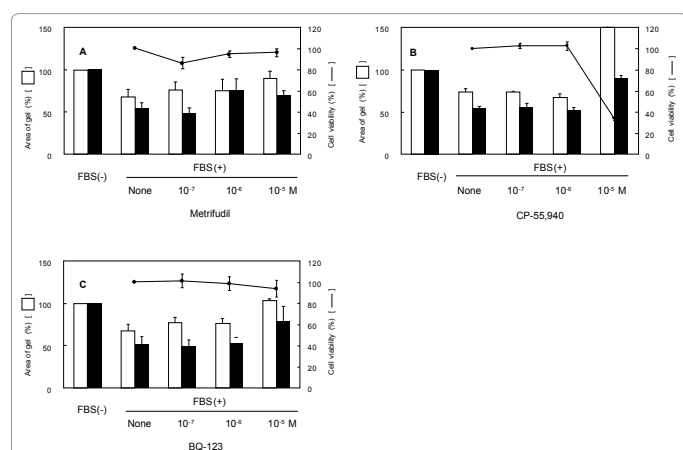 A
150
100
50
0
Area of gel (%) [ ]
120
100
80
60
40
20
0
Cell viability (%) [ ]
FBS(-)
FBS(+)
None 10-7 10-6 10-5 M
Metrifudil
B
150
100
50
0
Area of gel (%) [ ]
120
100
80
60
40
20
0
Cell viability (%) [ ]
FBS(-)
FBS(+)
None 10-7 10-6 10-5 M
CP-55,940
C
150
100
50
0
Area of gel (%) [ ]
120
100
80
60
40
20
0
Cell viability (%) [ ]
FBS(-)
FBS(+)
None 10-7 10-6 10-5 M
BQ-123